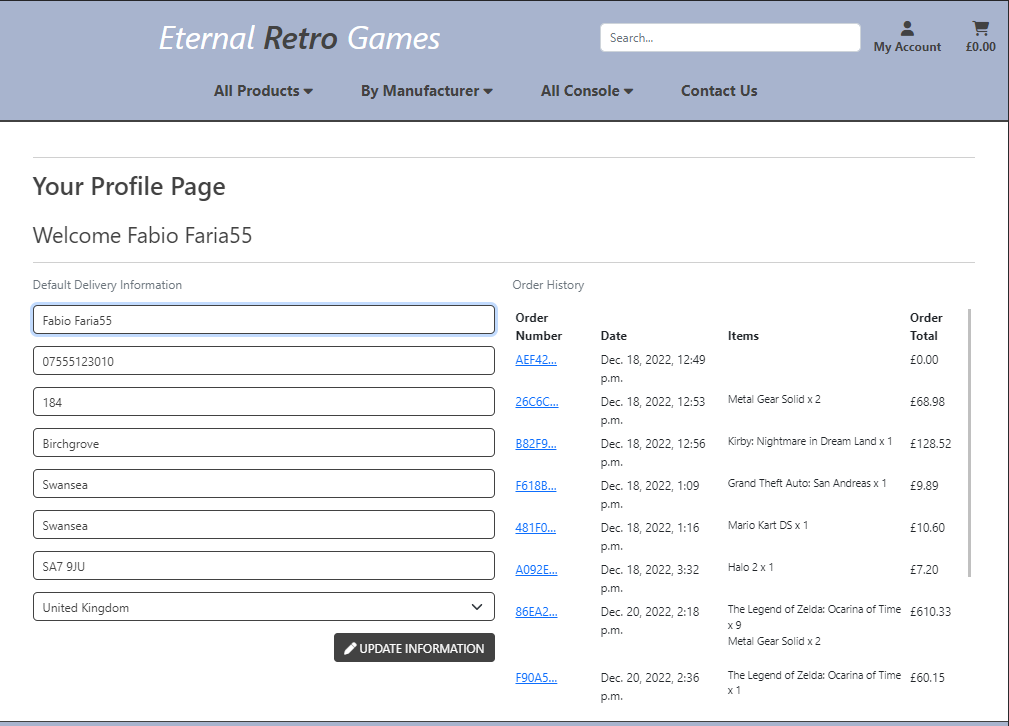 Eternal Retro Games
Search...
My Account
£0.00
All Products
By Manufacturer
All Console
Contact Us
Your Profile Page
Welcome Fabio Faria55
Default Delivery Information
Fabio Faria55
07555123010
184
Birchgrove
Swansea
Swansea
SA7 9JU
United Kingdom
UPDATE INFORMATION
Order History
Order Number Date Items Order Total
AEF42... Dec. 18, 2022, 12:49 p.m. £0.00
26C6C... Dec. 18, 2022, 12:53 p.m. Metal Gear Solid x 2 £68.98
B82F9... Dec. 18, 2022, 12:56 p.m. Kirby: Nightmare in Dream Land x 1 £128.52
F618B... Dec. 18, 2022, 1:09 p.m. Grand Theft Auto: San Andreas x 1 £9.89
481F0... Dec. 18, 2022, 1:16 p.m. Mario Kart DS x 1 £10.60
A092E... Dec. 18, 2022, 3:32 p.m. Halo 2 x 1 £7.20
86EA2... Dec. 20, 2022, 2:18 p.m. The Legend of Zelda: Ocarina of Time x 9 Metal Gear Solid x 2 £610.33
F90A5... Dec. 20, 2022, 2:36 p.m. The Legend of Zelda: Ocarina of Time x 1 £60.15